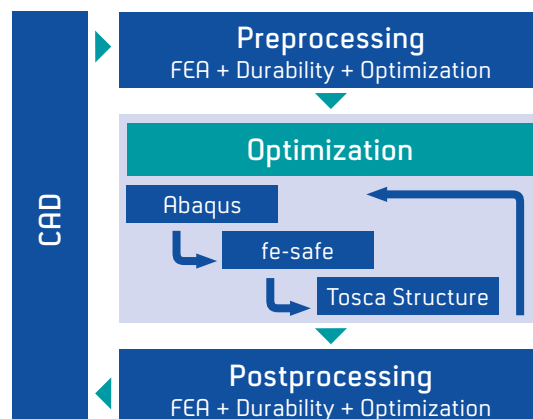 CAD
Preprocessing
FEA + Durability + Optimization
Optimization
Abaqus
fe-safe
Tosca Structure
Postprocessing
FEA + Durability + Optimization